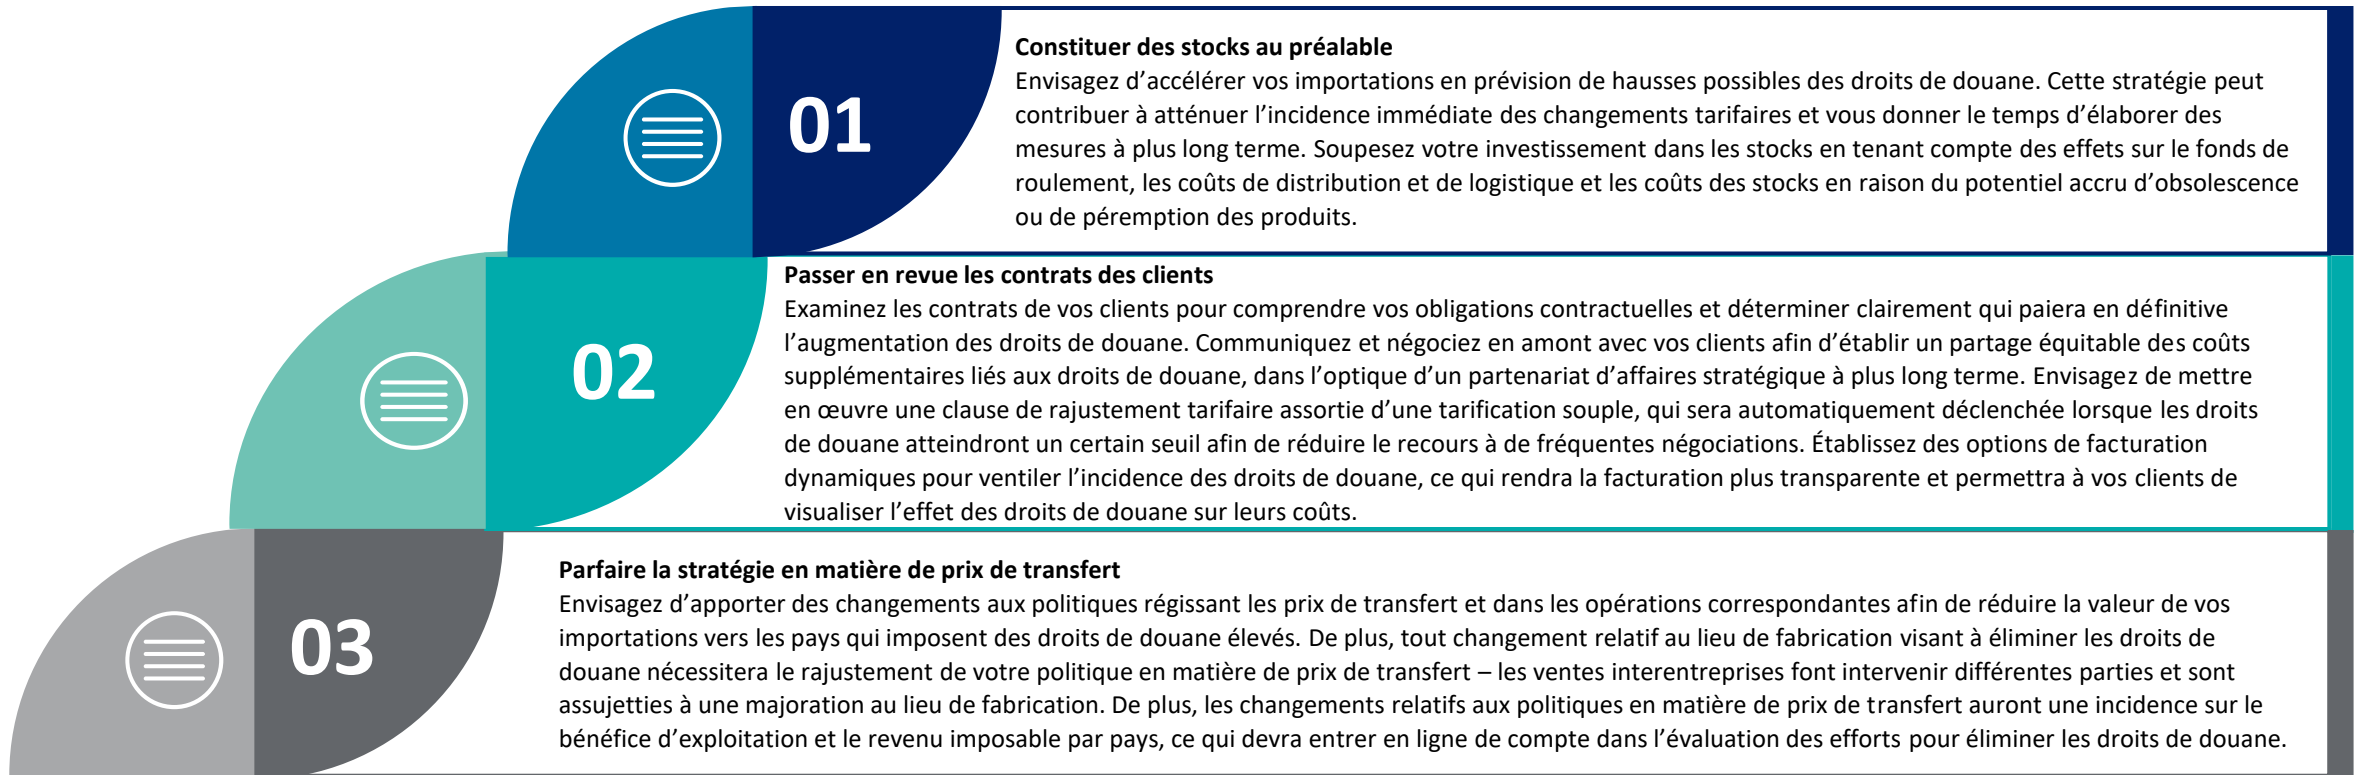 01
Constituer des stocks au préalable
Envisagez d’accélérer vos importations en prévision de hausses possibles des droits de douane. Cette stratégie peut
contribuer à atténuer l’incidence immédiate des changements tarifaires et vous donner le temps d’élaborer des
mesures à plus long terme. Soupesez votre investissement dans les stocks en tenant compte des effets sur le fonds de
roulement, les coûts de distribution et de logistique et les coûts des stocks en raison du potentiel accru d’obsolescence
ou de péremption des produits.
02
Passer en revue les contrats des clients
Examinez les contrats de vos clients pour comprendre vos obligations contractuelles et déterminer clairement qui paiera en définitive
l’augmentation des droits de douane. Communiquez et négociez en amont avec vos clients afin d’établir un partage équitable des coûts
supplémentaires liés aux droits de douane, dans l’optique d’un partenariat d’affaires stratégique à plus long terme. Envisagez de mettre
en œuvre une clause de rajustement tarifaire assortie d’une tarification souple, qui sera automatiquement déclenchée lorsque les droits
de douane atteindront un certain seuil afin de réduire le recours à de fréquentes négociations. Établissez des options de facturation
dynamiques pour ventiler l’incidence des droits de douane, ce qui rendra la facturation plus transparente et permettra à vos clients de
visualiser l’effet des droits de douane sur leurs coûts.
03
Parfaire la stratégie en matière de prix de transfert
Envisagez d’apporter des changements aux politiques régissant les prix de transfert et dans les opérations correspondantes afin de réduire la valeur de vos
importations vers les pays qui imposent des droits de douane élevés. De plus, tout changement relatif au lieu de fabrication visant à éliminer les droits de
douane nécessitera le rajustement de votre politique en matière de prix de transfert – les ventes interentreprises font intervenir différentes parties et sont
assujetties à une majoration au lieu de fabrication. De plus, les changements relatifs aux politiques en matière de prix de transfert auront une incidence sur le
bénéfice d’exploitation et le revenu imposable par pays, ce qui devra entrer en ligne de compte dans l’évaluation des efforts pour éliminer les droits de douane.